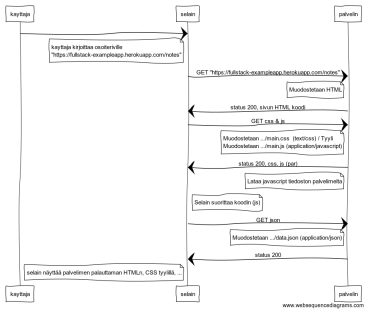 kayttaja selain palvelin
kayttaja kirjoittaa osoiteriville
"https://fullstack-exampleapp.herokuapp.com/notes"
GET "https://fullstack-exampleapp.herokuapp.com/notes"
Muodostetaan HTML
status 200, sivun HTML koodi
GET css & js
Muodostetaan .../main.css (text/css) / Tyyli
Muodostetaan .../main.js (application/javascript)
status 200, css, js (par)
Lataa javascript tiedoston palvelimelta
Selain suorittaa koodin (js)
GET json
Muodostetaan .../data.json (application/json)
status 200
selain näyttää palvelimen palauttaman HTMLn, CSS tyylillä, ...
kayttaja selain palvelin
www.websequencediagrams.com